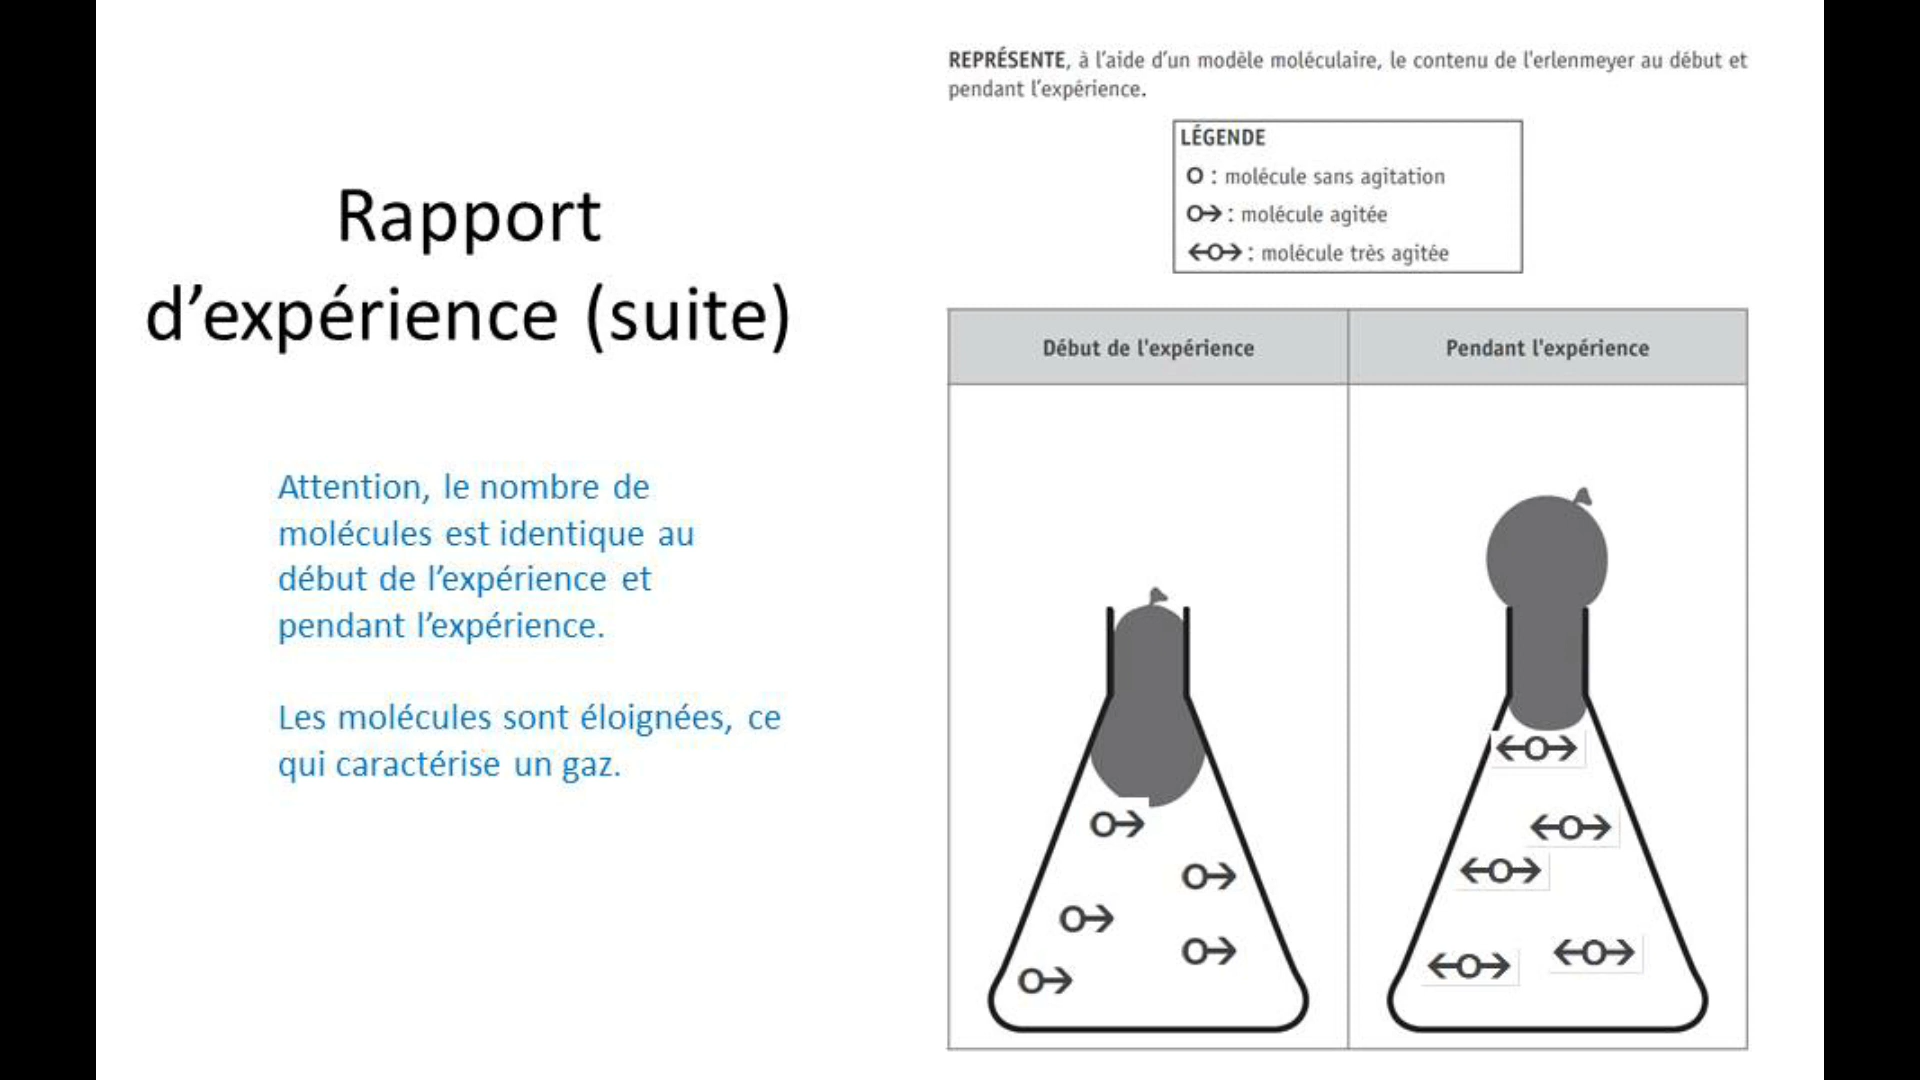 Rapport
d’expérience (suite)
Attention, le nombre de
molécules est identique au
début de l’expérience et
pendant l’expérience.
Les molécules sont éloignées, ce
qui caractérise un gaz.
REPRÉSENTE, à l’aide d’un modèle moléculaire, le contenu de l'erlenmeyer au début et
pendant l’expérience.
LÉGENDE
: molécule sans agitation
: molécule agitée
: molécule très agitée
Début de l'expérience
Pendant l'expérience